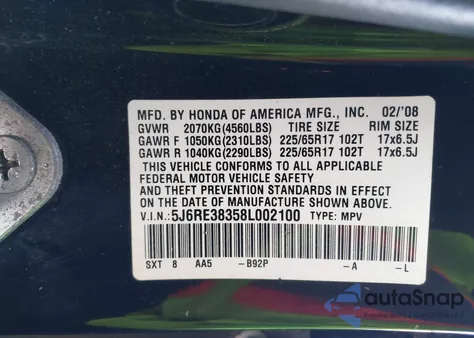 MFD. BY HONDA OF AMERICA MFG., INC. 02/'08
GVWR 2070KG(4560LBS) TIRE SIZE RIM SIZE
GAWR F 1050KG(2310LBS) 225/65R17 102T 17x6.5J
GAWR R 1040KG(2290LBS) 225/65R17 102T 17x6.5J
THIS VEHICLE CONFORMS TO ALL APPLICABLE
FEDERAL MOTOR VEHICLE SAFETY
AND THEFT PREVENTION STANDARDS IN EFFECT
ON THE DATE OF MANUFACTURE SHOWN ABOVE.
V.I.N: 5J6RE38358L002100 TYPE: MPV
SXT 8 AA5 -B92P -A -L
autoSnap